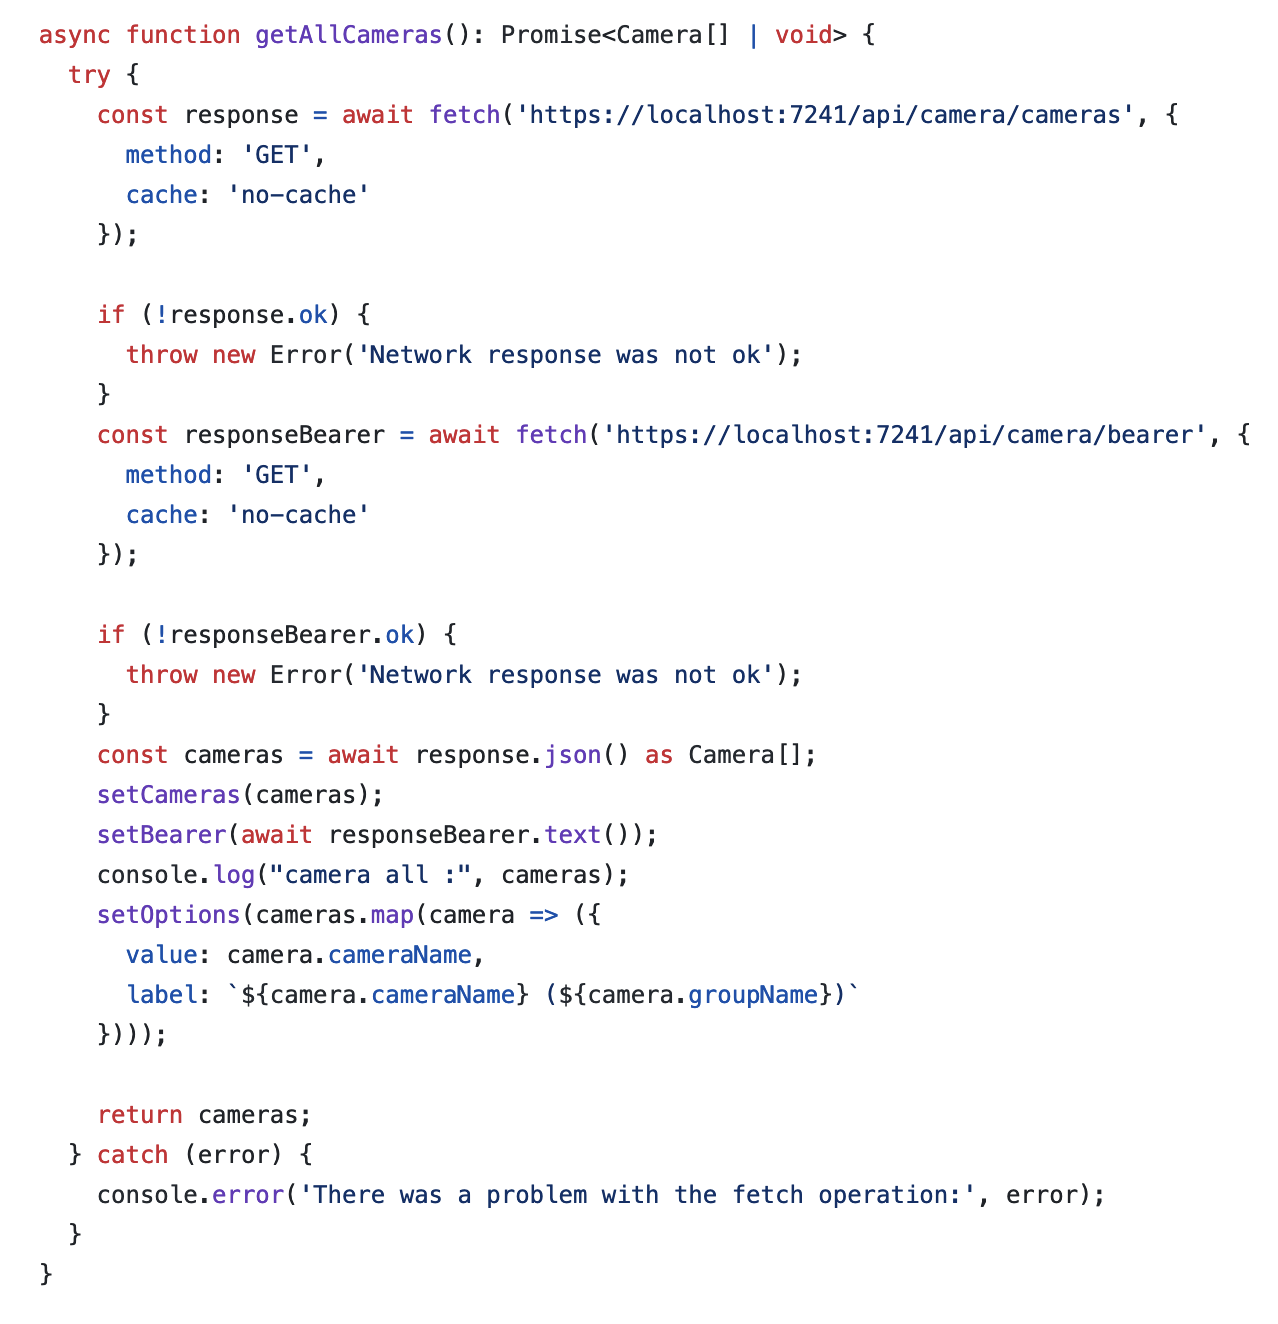 async function getAllCameras(): Promise<Camera[] | void> {
  try {
    const response = await fetch('https://localhost:7241/api/camera/cameras', {
      method: 'GET',
      cache: 'no-cache'
    });

    if (!response.ok) {
      throw new Error('Network response was not ok');
    }
    const responseBearer = await fetch('https://localhost:7241/api/camera/bearer', {
      method: 'GET',
      cache: 'no-cache'
    });

    if (!responseBearer.ok) {
      throw new Error('Network response was not ok');
    }
    const cameras = await response.json() as Camera[];
    setCameras(cameras);
    setBearer(await responseBearer.text());
    console.log("camera all :", cameras);
    setOptions(cameras.map(camera => ({
      value: camera.cameraName,
      label: `${camera.cameraName} (${camera.groupName})`
    })));

    return cameras;
  } catch (error) {
    console.error('There was a problem with the fetch operation:', error);
  }
}